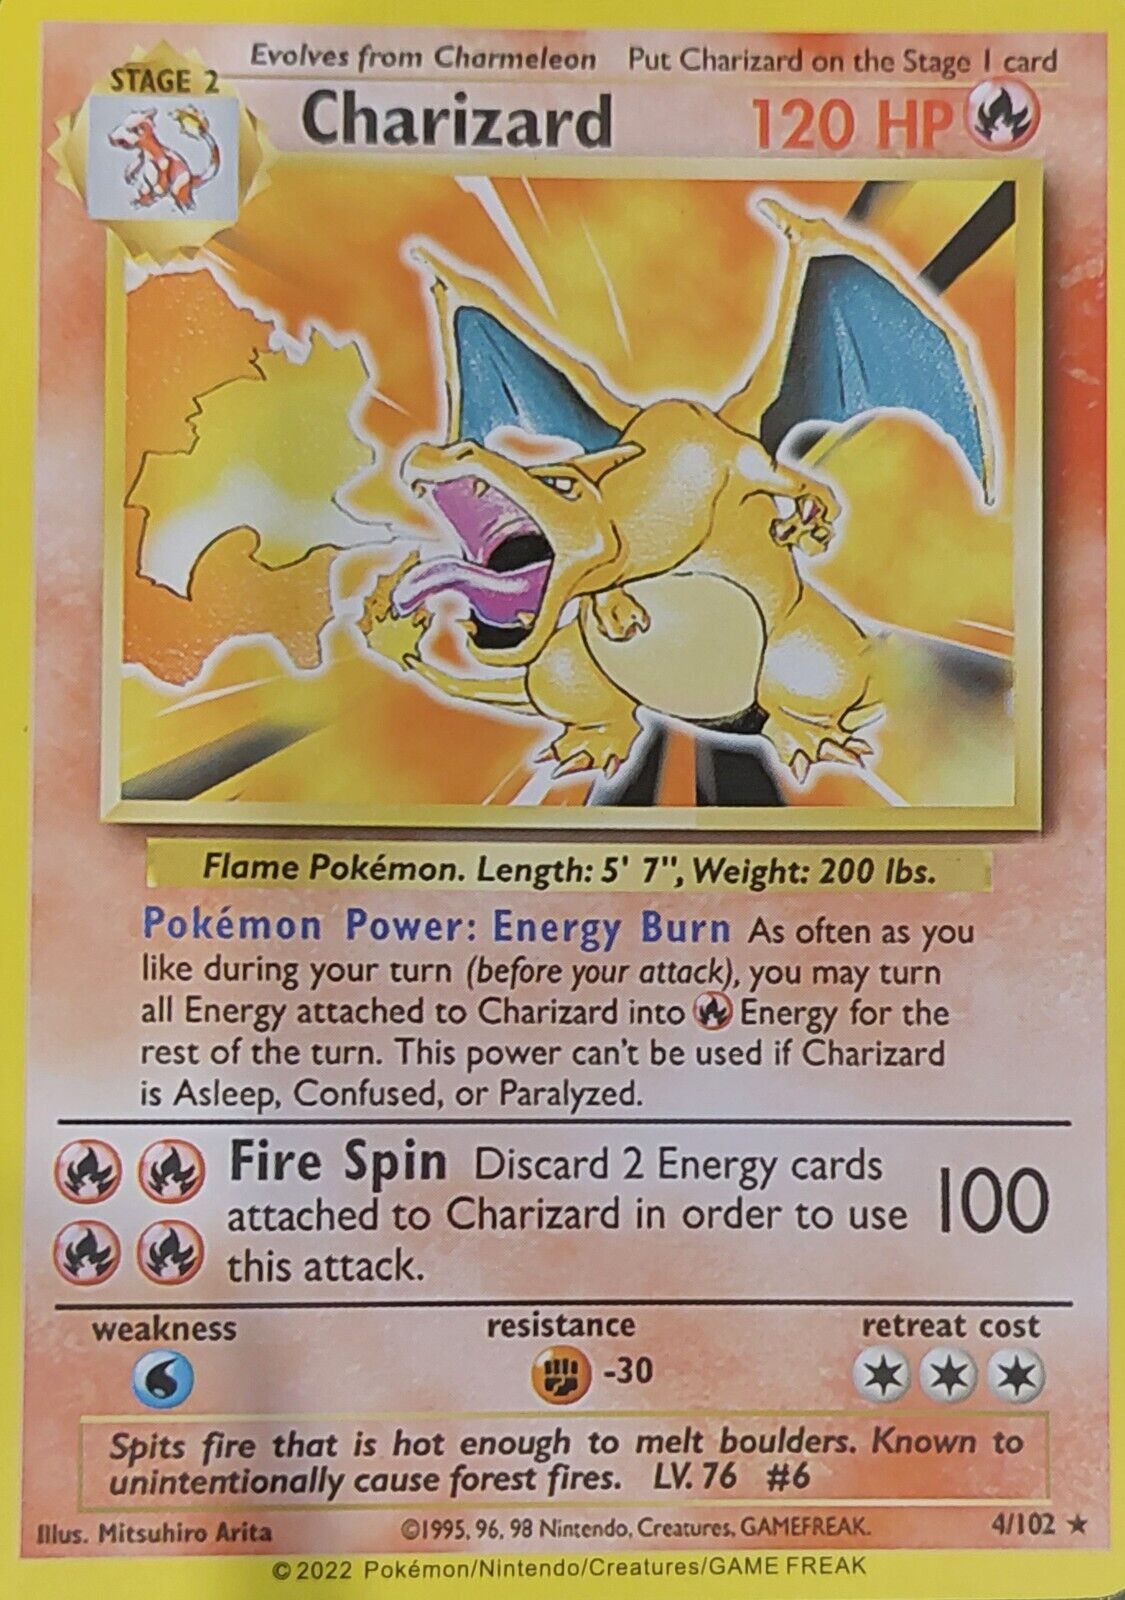 Evolves from Charmeleon Put Charizard on the Stage 1 card
STAGE 2
Charizard 120 HP
Flame Pokémon. Length: 5' 7", Weight: 200 lbs.
Pokémon Power: Energy Burn As often as you
like during your turn (before your attack), you may turn
all Energy attached to Charizard into Energy for the
rest of the turn. This power can't be used if Charizard
is Asleep, Confused, or Paralyzed.
Fire Spin Discard 2 Energy cards
attached to Charizard in order to use 100
this attack.
weakness resistance retreat cost
-30
Spits fire that is hot enough to melt boulders. Known to
unintentionally cause forest fires. LV. 76 #6
Illus. Mitsuhiro Arita ©1995, 96, 98 Nintendo, Creatures, GAMEFREAK. 4/102 ★
©2022 Pokémon/Nintendo/Creatures/GAME FREAK